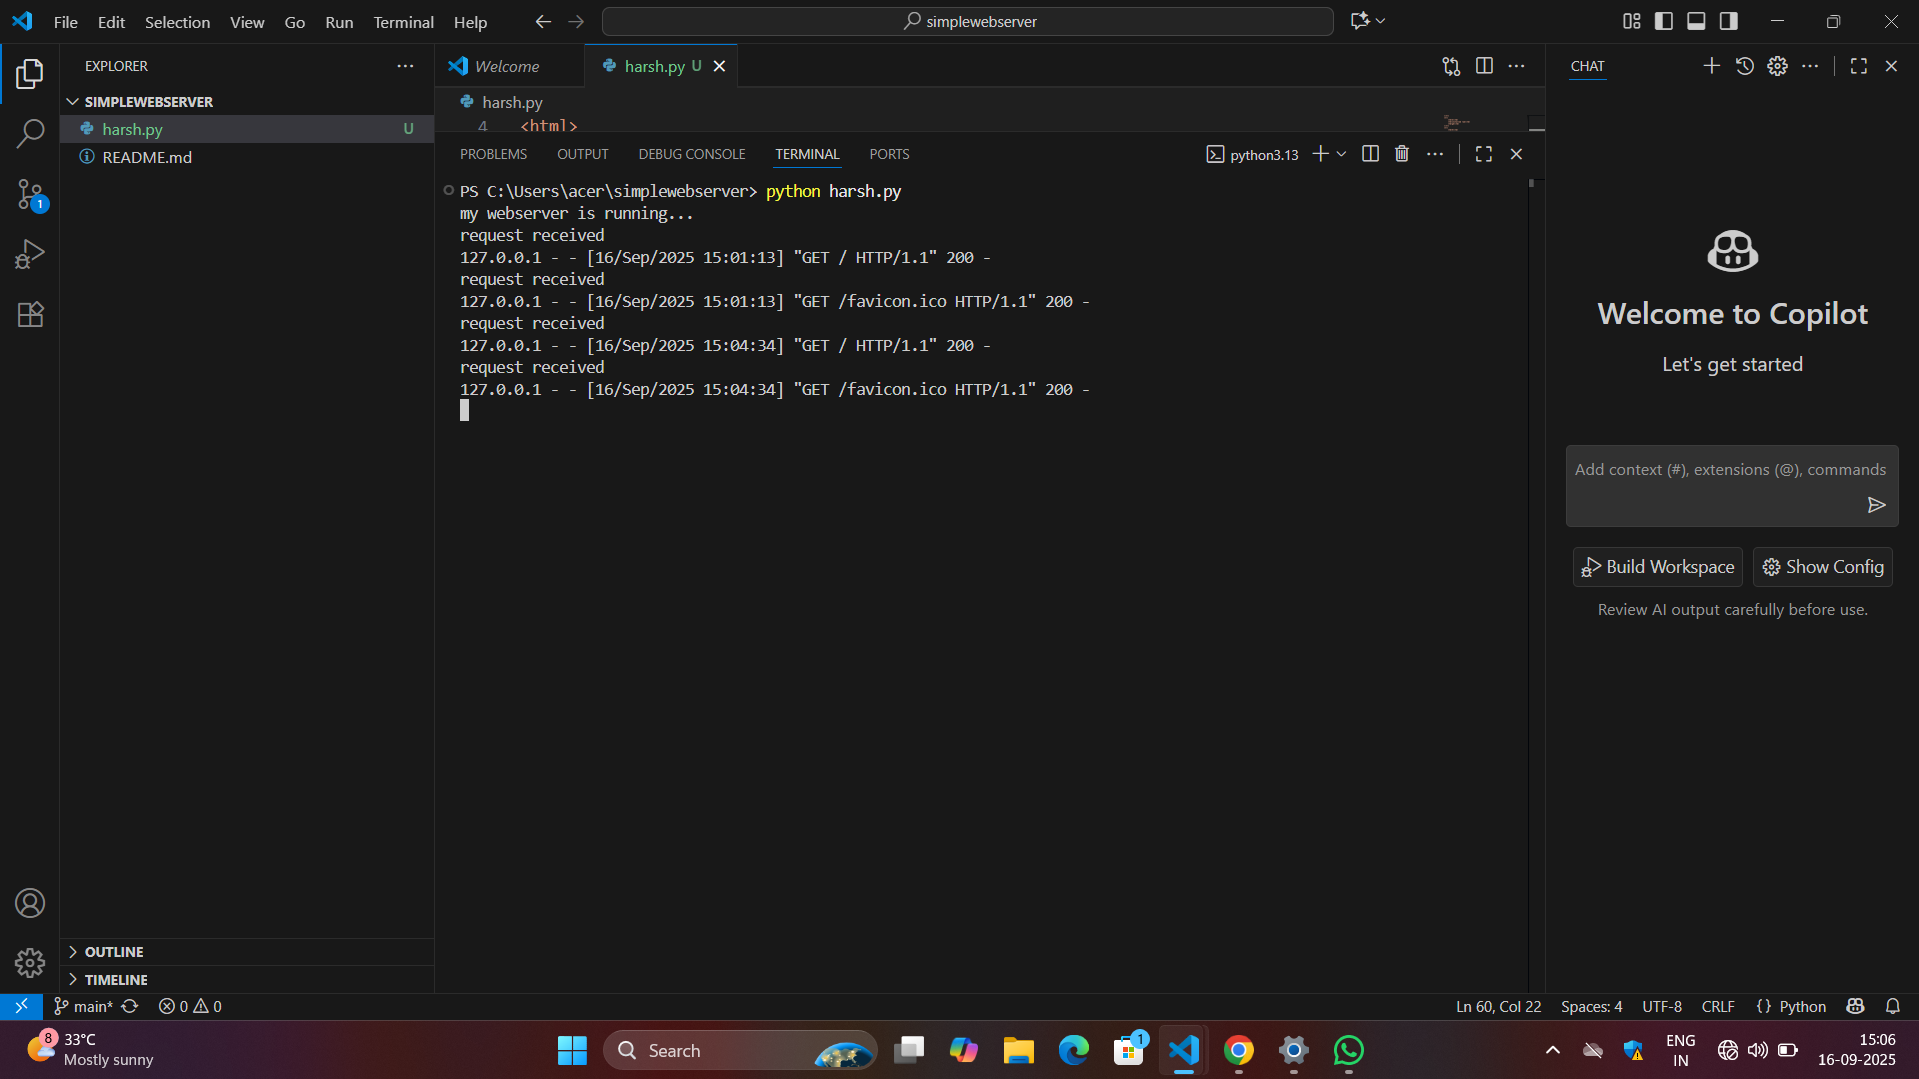 File Edit Selection View Go Run Terminal Help
simplewebserver
EXPLORER
SIMPLEWEBSERVER
harsh.py U
README.md
1
OUTLINE
TIMELINE
Welcome
harsh.py U
harsh.py
4 <html>
PROBLEMS OUTPUT DEBUG CONSOLE TERMINAL PORTS
python3.13
PS C:\Users\acer\simplewebserver> python harsh.py
my webserver is running...
request received
127.0.0.1 - - [16/Sep/2025 15:01:13] "GET / HTTP/1.1" 200 -
request received
127.0.0.1 - - [16/Sep/2025 15:01:13] "GET /favicon.ico HTTP/1.1" 200 -
request received
127.0.0.1 - - [16/Sep/2025 15:04:34] "GET / HTTP/1.1" 200 -
request received
127.0.0.1 - - [16/Sep/2025 15:04:34] "GET /favicon.ico HTTP/1.1" 200 -
CHAT
Welcome to Copilot
Let's get started
Add context (#), extensions (@), commands
Build Workspace
Show Config
Review AI output carefully before use.
main*
0 0
Ln 60, Col 22
Spaces: 4
UTF-8
CRLF
{ } Python
8
33°C
Mostly sunny
Search
1
ENG
IN
15:06
16-09-2025